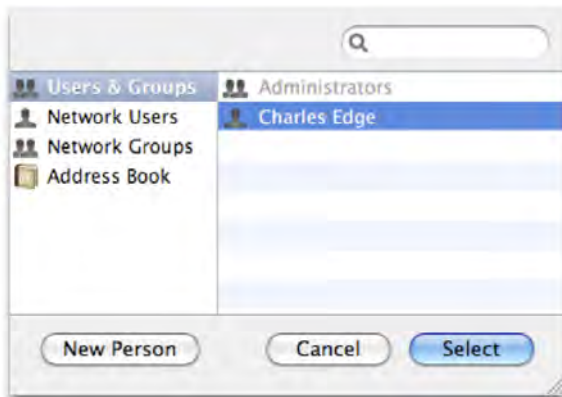 Users & Groups
Network Users
Network Groups
Address Book
Administrators
Charles Edge
New Person
Cancel
Select